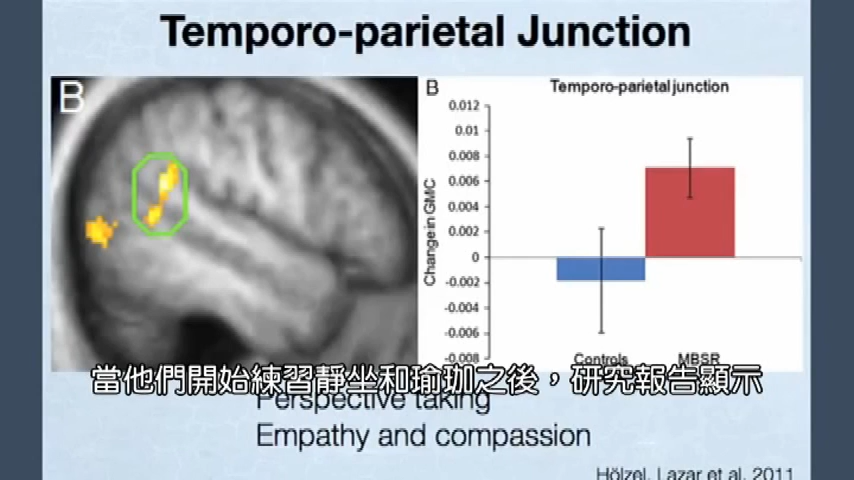 Temporo-parietal Junction
B
B
Temporo-parietal junction
0.012
0.01
0.008
0.006
0.004
0.002
0
-0.002
-0.004
-0.006
-0.008
Change in GMC
Controls
MBSR
當他們開始練習靜坐和瑜珈之後，研究報告顯示
Perspective taking
Empathy and compassion
Hölzel, Lazar et al. 2011